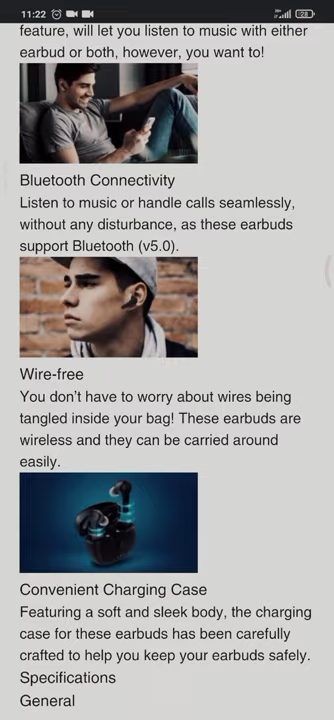 11:22
28
feature, will let you listen to music with either
earbud or both, however, you want to!
Bluetooth Connectivity
Listen to music or handle calls seamlessly,
without any disturbance, as these earbuds
support Bluetooth (v5.0).
Wire-free
You don’t have to worry about wires being
tangled inside your bag! These earbuds are
wireless and they can be carried around
easily.
Convenient Charging Case
Featuring a soft and sleek body, the charging
case for these earbuds has been carefully
crafted to help you keep your earbuds safely.
Specifications
General